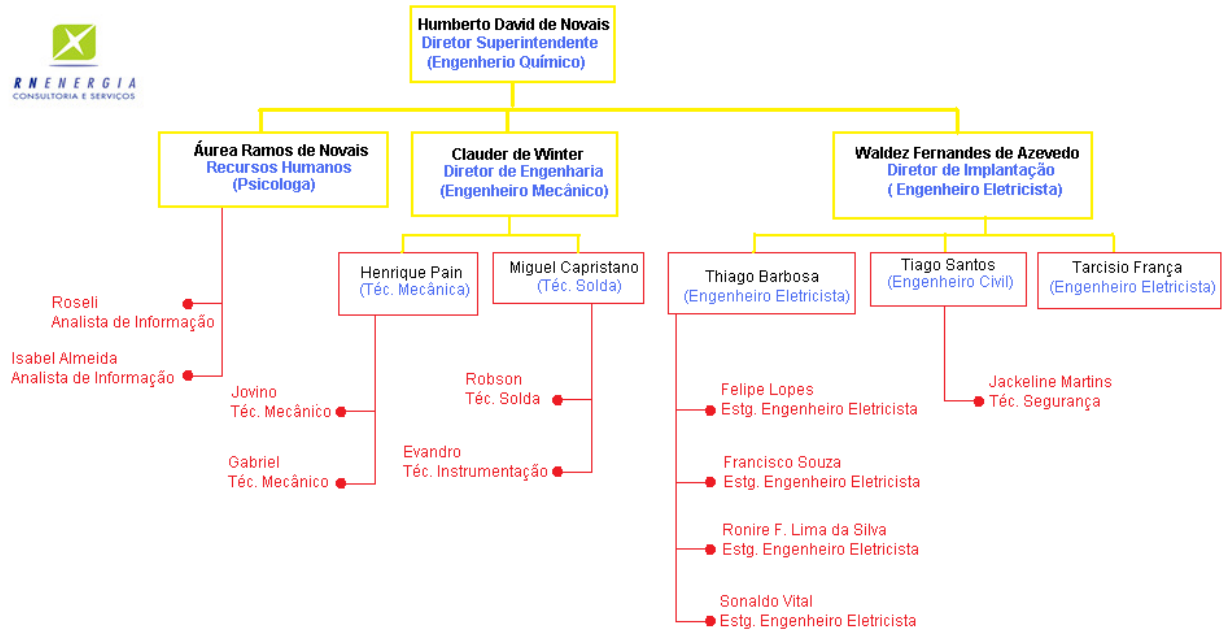 Humberto David de Novais
Diretor Superintendente
(Engenherio Químico)
RN ENERGIA
CONSULTORIA E SERVIÇOS
Áurea Ramos de Novais
Recursos Humanos
(Psicologa)
Clauder de Winter
Diretor de Engenharia
(Engenheiro Mecânico)
Waldez Fernandes de Azevedo
Diretor de Implantação
( Engenheiro Eletricista)
Henrique Pain
(Téc. Mecânica)
Miguel Capristano
(Téc. Solda)
Thiago Barbosa
(Engenheiro Eletricista)
Tiago Santos
(Engenheiro Civil)
Tarcisio França
(Engenheiro Eletricista)
Roseli
Analista de Informação
Isabel Almeida
Analista de Informação
Jovino
Téc. Mecânico
Gabriel
Téc. Mecânico
Robson
Téc. Solda
Evandro
Téc. Instrumentação
Felipe Lopes
Estg. Engenheiro Eletricista
Francisco Souza
Estg. Engenheiro Eletricista
Ronire F. Lima da Silva
Estg. Engenheiro Eletricista
Sonaldo Vital
Estg. Engenheiro Eletricista
Jackeline Martins
Téc. Segurança